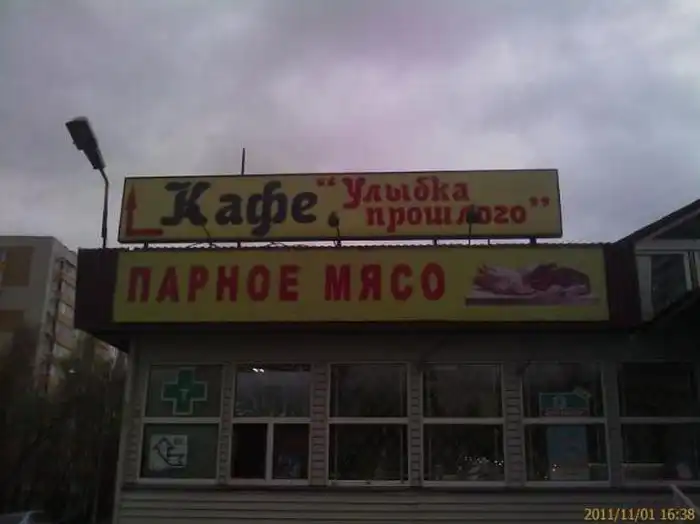 Кафе "Улыбка
прошлого"
ПАРНОЕ МЯСО
2011/11/01 16:38